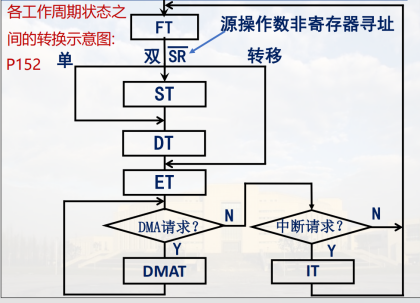 各工作周期状态之
间的转换示意图:
P152
FT
源操作数非寄存器寻址
单
双 SR
转移
ST
DT
ET
DMA请求?
N
中断请求?
N
Y
Y
DMAT
IT